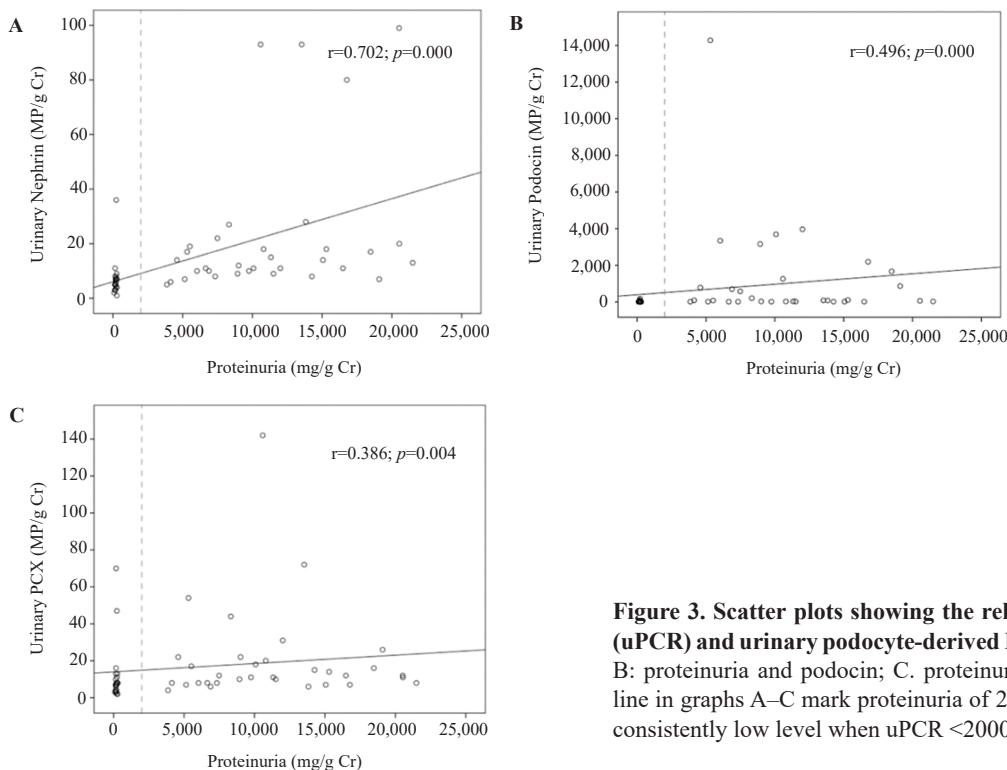 A
100
80
60
40
20
0
Urinary Nephrin (MP/g Cr)
r=0.702; p=0.000
0 5,000 10,000 15,000 20,000 25,000
Proteinuria (mg/g Cr)
B
14,000
12,000
10,000
8,000
6,000
4,000
2,000
0
Urinary Podocin (MP/g Cr)
r=0.496; p=0.000
0 5,000 10,000 15,000 20,000 25,000
Proteinuria (mg/g Cr)
C
140
120
100
80
60
40
20
0
Urinary PCX (MP/g Cr)
r=0.386; p=0.004
0 5,000 10,000 15,000 20,000 25,000
Proteinuria (mg/g Cr)
Figure 3. Scatter plots showing the rel
(uPCR) and urinary podocyte-derived
B: proteinuria and podocin; C. proteinur
line in graphs A–C mark proteinuria of 2
consistently low level when uPCR <2000